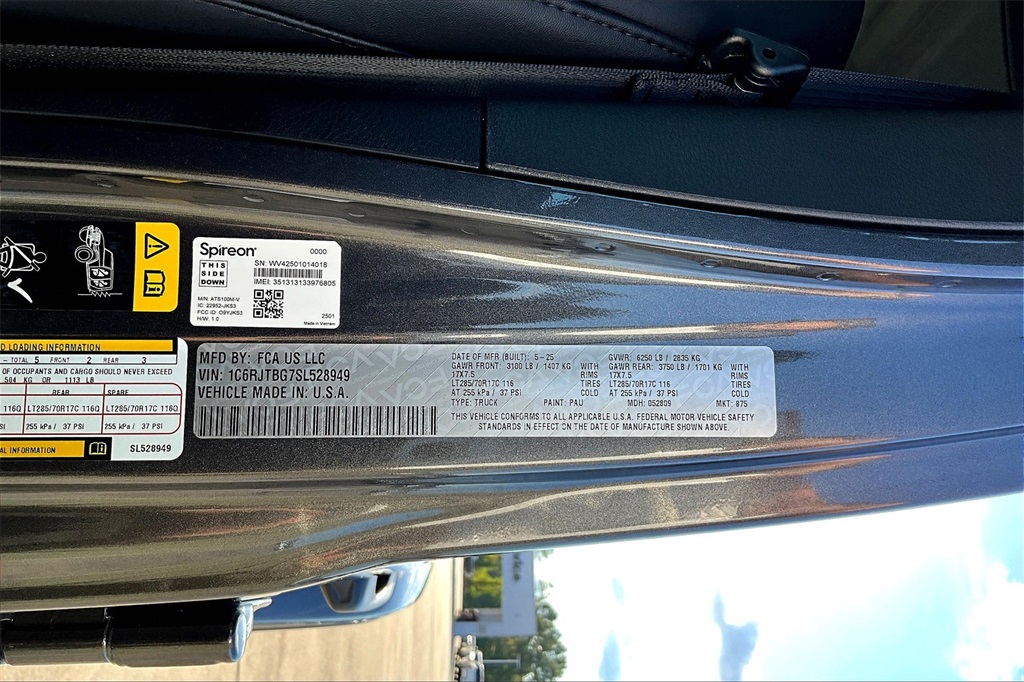 Spireon 0000
SN: WV42501014018
THIS
SIDE
DOWN
IMEI: 351313133976805
M/N: ATS100M-V
IC: 22952-JKS3
FCC ID: O9YJKS3
H/W: 1.0
2501
Made in Vietnam
LOADING INFORMATION
TOTAL 5 FRONT 2 REAR 3
OF OCCUPANTS AND CARGO SHOULD NEVER EXCEED
504 KG OR 1113 LB
REAR SPARE
116Q LT285/70R17C 116Q LT285/70R17C 116Q
255 kPa / 37 PSI 255 kPa / 37 PSI
INFORMATION
SL528949
MFD BY: FCA US LLC
VIN: 1C6RJTBG7SL528949
VEHICLE MADE IN: U.S.A.
DATE OF MFR (BUILT): 5-25 GVWR: 6250 LB / 2835 KG
GAWR FRONT: 3100 LB / 1407 KG WITH GAWR REAR: 3750 LB / 1701 KG WITH
17X7.5 RIMS 17X7.5 RIMS
LT285/70R17C 116 TIRES LT285/70R17C 116 TIRES
AT 255 kPa / 37 PSI COLD AT 255 kPa / 37 PSI COLD
TYPE: TRUCK PAINT: PAU MDH: 052809 MKT: 875
THIS VEHICLE CONFORMS TO ALL APPLICABLE U.S.A. FEDERAL MOTOR VEHICLE SAFETY
STANDARDS IN EFFECT ON THE DATE OF MANUFACTURE SHOWN ABOVE.